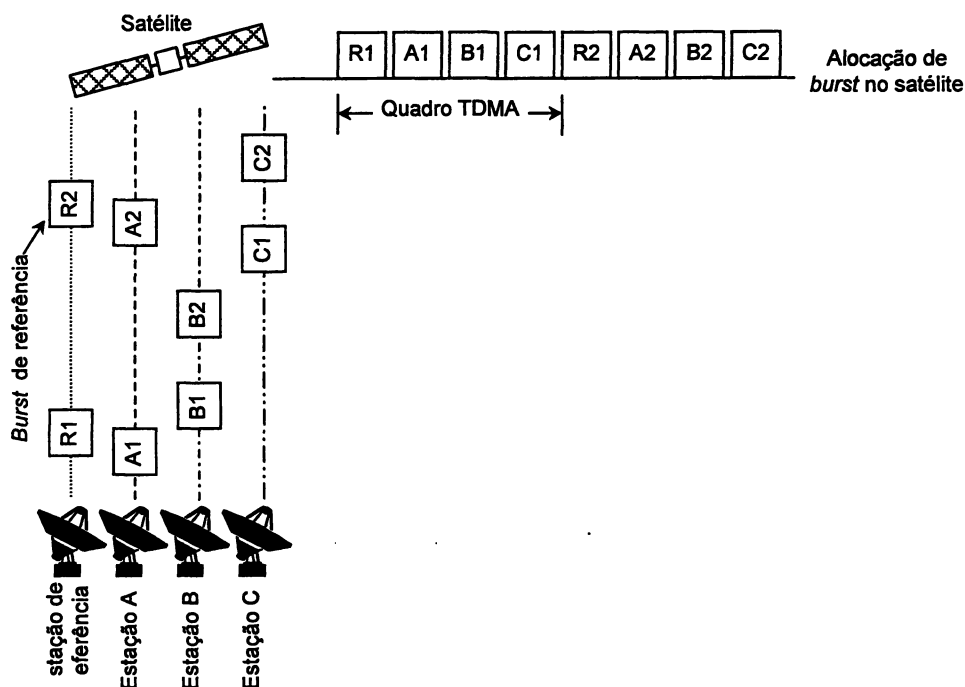 Satélite
R1 A1 B1 C1 R2 A2 B2 C2
Alocação de
burst no satélite
Quadro TDMA
Burst de referência
R2
R1
A2
A1
B2
B1
C2
C1
stação de
eferência
Estação A
Estação B
Estação C